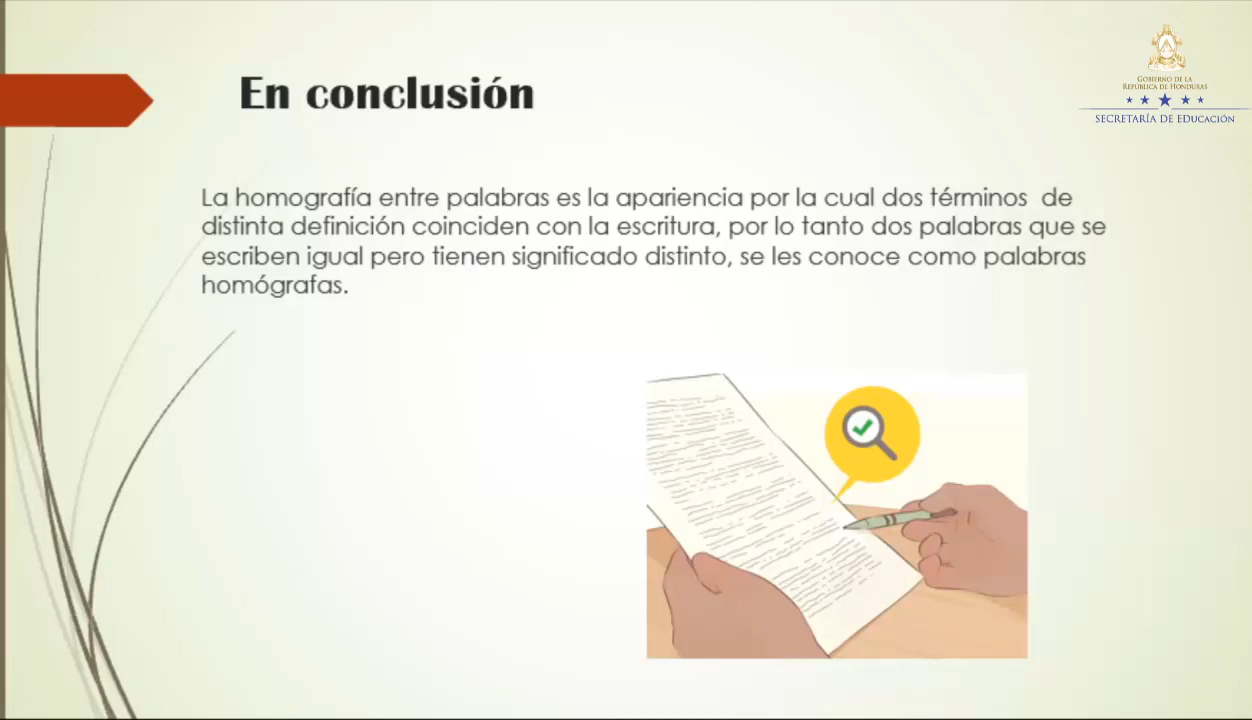 En conclusión
GOBIERNO DE LA
REPÚBLICA DE HONDURAS
SECRETARÍA DE EDUCACIÓN
La homografía entre palabras es la apariencia por la cual dos términos de
distinta definición coinciden con la escritura, por lo tanto dos palabras que se
escriben igual pero tienen significado distinto, se les conoce como palabras
homógrafas.